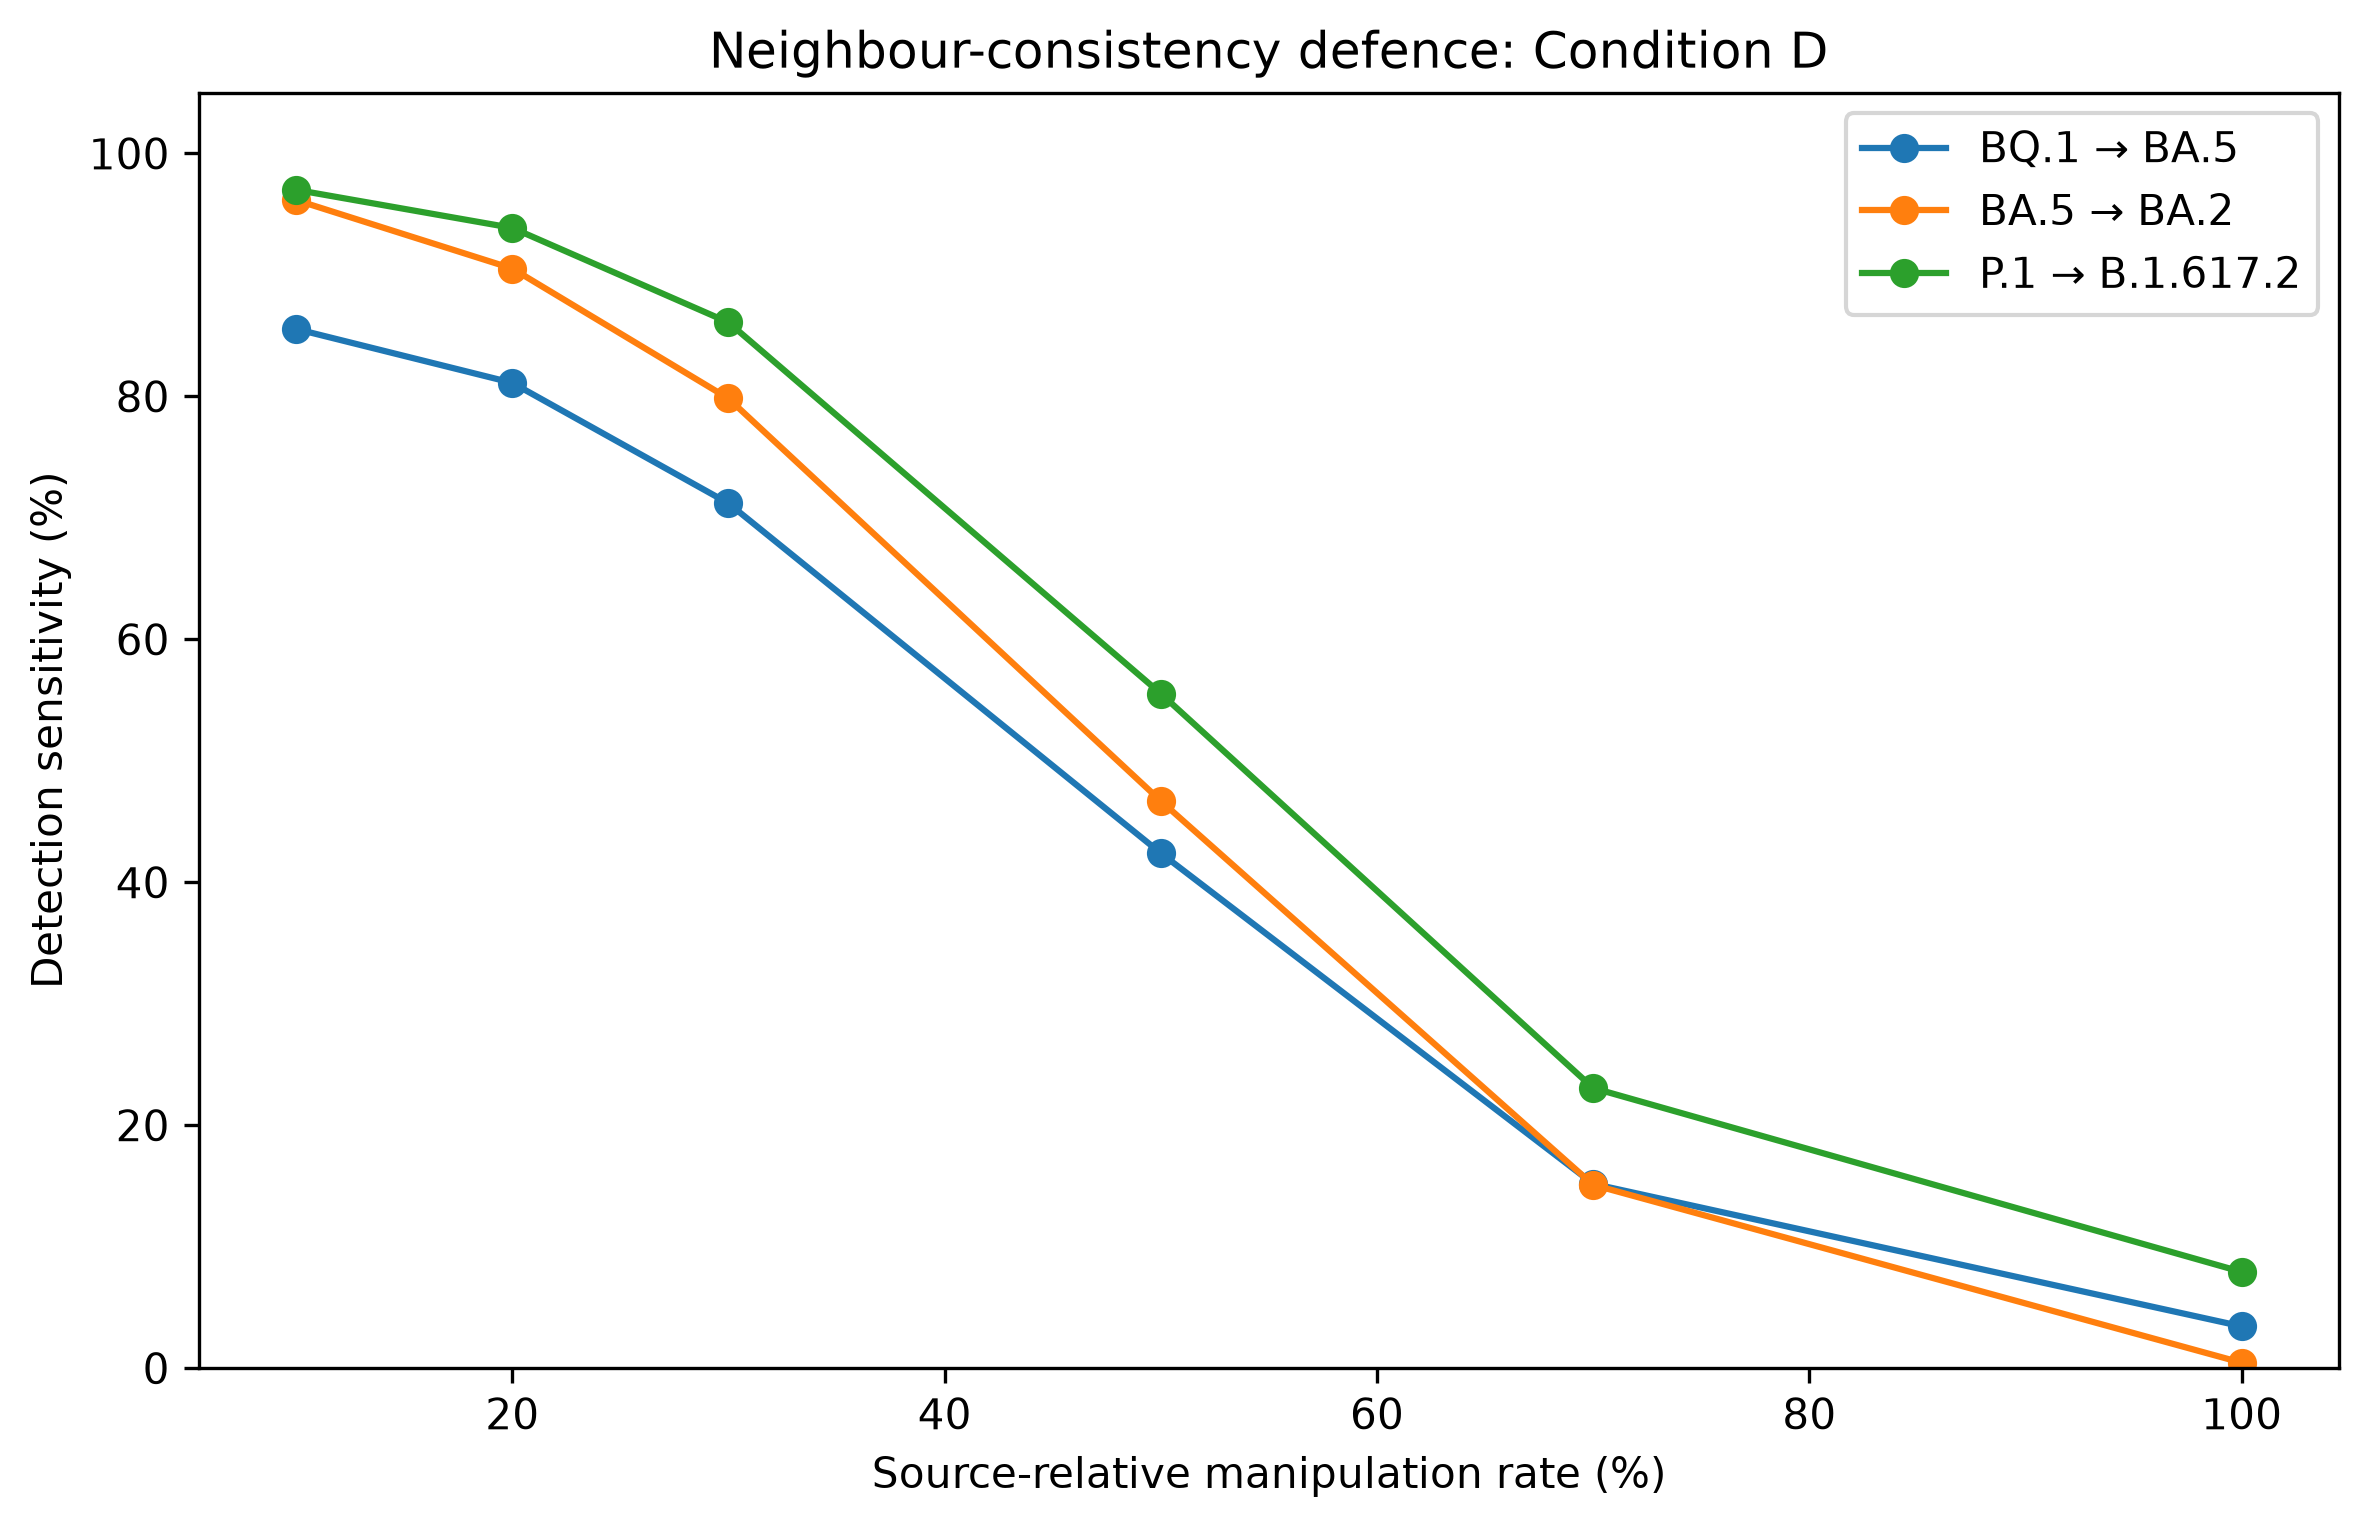 Neighbour-consistency defence: Condition D
BQ.1 → BA.5
BA.5 → BA.2
P.1 → B.1.617.2
Detection sensitivity (%)
100
80
60
40
20
0
20 40 60 80 100
Source-relative manipulation rate (%)